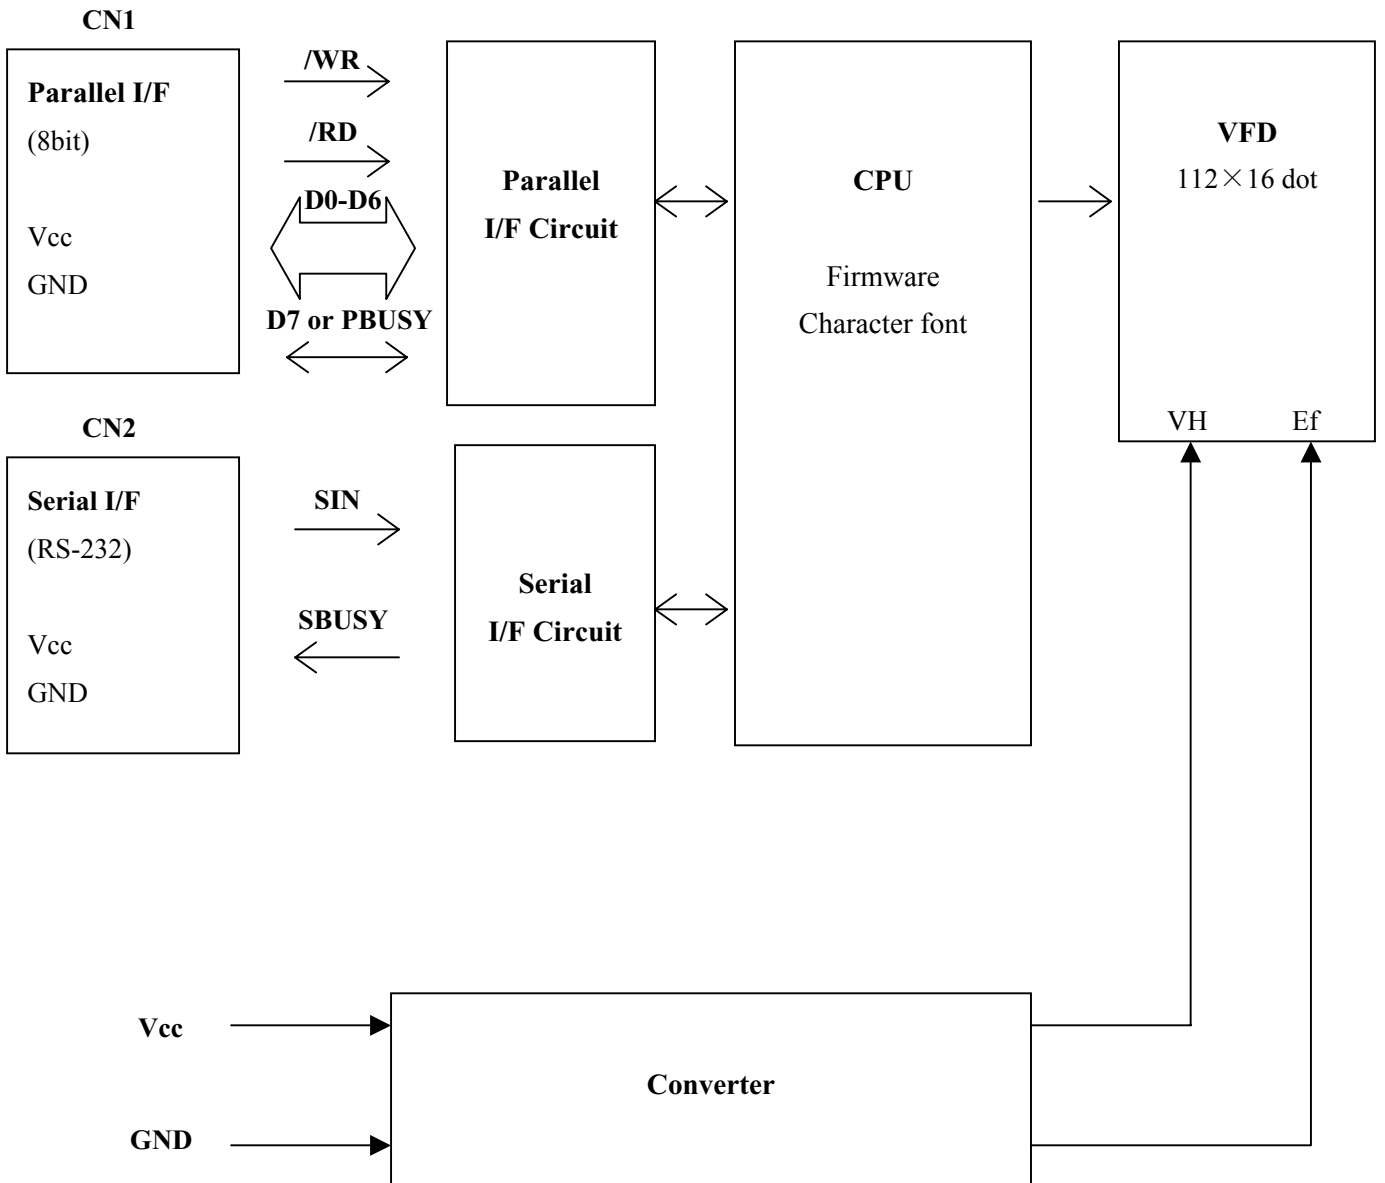 CN1
Parallel I/F
(8bit)
Vcc
GND
/WR
/RD
D0-D6
D7 or PBUSY
Parallel
I/F Circuit
CPU
Firmware
Character font
VFD
112×16 dot
VH
Ef
CN2
Serial I/F
(RS-232)
Vcc
GND
SIN
SBUSY
Serial
I/F Circuit
Vcc
GND
Converter